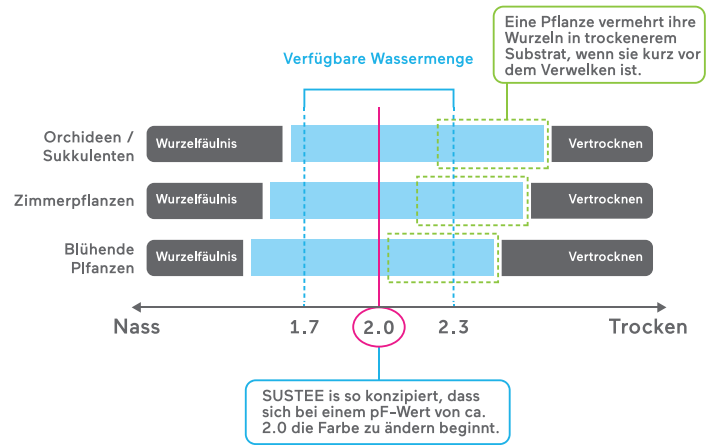 Eine Pflanze vermehrt ihre
Wurzeln in trockenerem
Substrat, wenn sie kurz vor
dem Verwelken ist.
Verfügbare Wassermenge
Orchideen /
Sukkulenten
Wurzelfäulnis
Vertrocknen
Zimmerpflanzen
Wurzelfäulnis
Vertrocknen
Blühende
Plfanzen
Wurzelfäulnis
Vertrocknen
Nass
1.7
2.0
2.3
Trocken
SUSTEE is so konzipiert, dass
sich bei einem pF-Wert von ca.
2.0 die Farbe zu ändern beginnt.